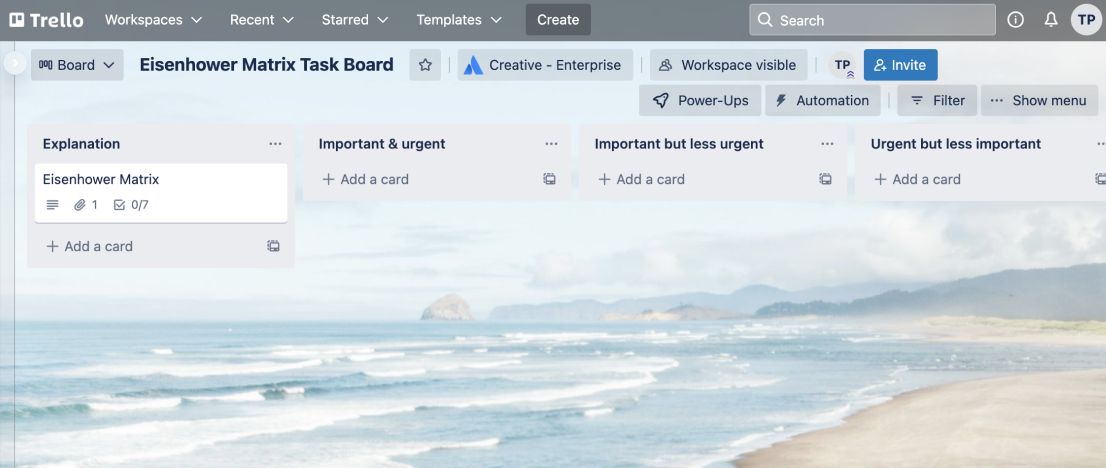 Trello Workspaces Recent Starred Templates Create Search TP
Board Eisenhower Matrix Task Board Creative - Enterprise Workspace visible TP Invite
Power-Ups Automation Filter Show menu
Explanation Important & urgent Important but less urgent Urgent but less important
Eisenhower Matrix Add a card Add a card Add a card
1 0/7
Add a card